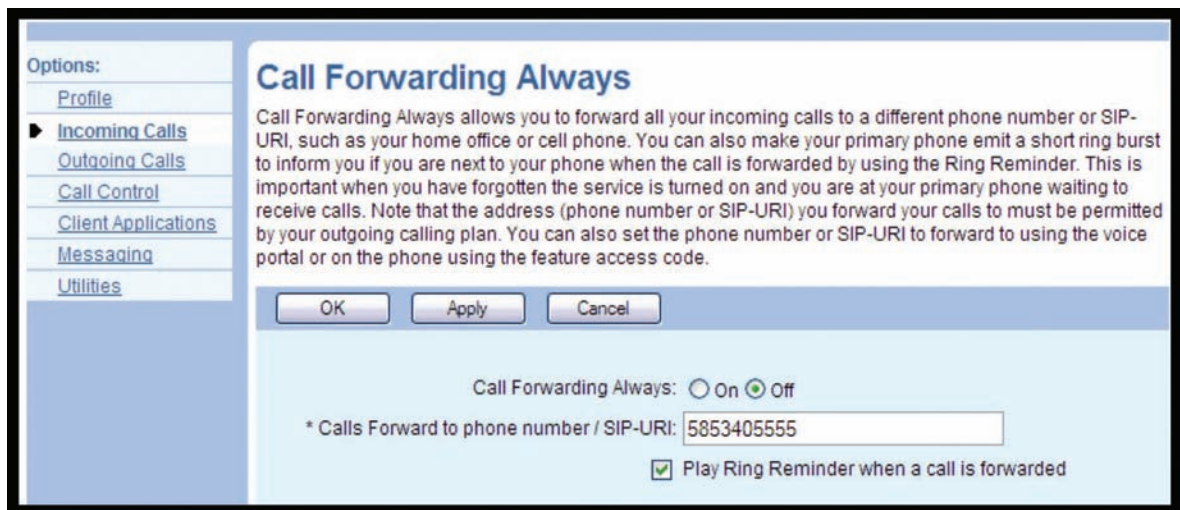 Options:
Profile
Incoming Calls
Outgoing Calls
Call Control
Client Applications
Messaging
Utilities
Call Forwarding Always
Call Forwarding Always allows you to forward all your incoming calls to a different phone number or SIP-
URI, such as your home office or cell phone. You can also make your primary phone emit a short ring burst
to inform you if you are next to your phone when the call is forwarded by using the Ring Reminder. This is
important when you have forgotten the service is turned on and you are at your primary phone waiting to
receive calls. Note that the address (phone number or SIP-URI) you forward your calls to must be permitted
by your outgoing calling plan. You can also set the phone number or SIP-URI to forward to using the voice
portal or on the phone using the feature access code.
OK Apply Cancel
Call Forwarding Always: On Off
* Calls Forward to phone number / SIP-URI: 5853405555
Play Ring Reminder when a call is forwarded